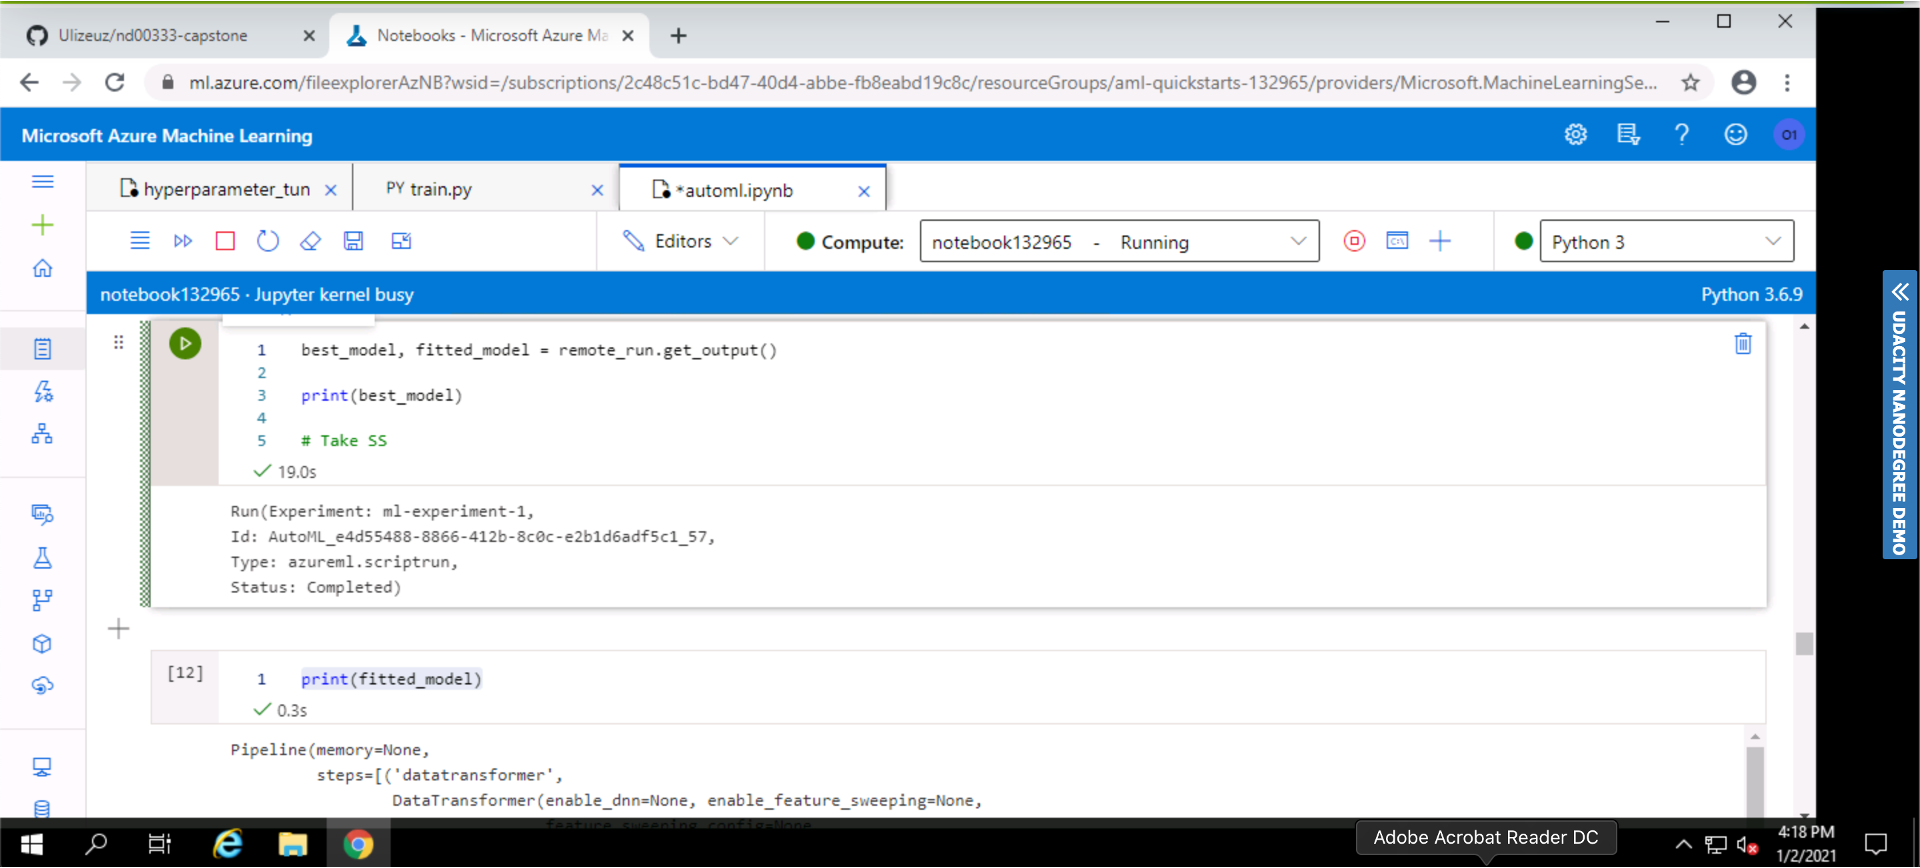 Ulizeuz/nd00333-capstone
Notebooks - Microsoft Azure Ma
ml.azure.com/fileexplorerAzNB?wsid=/subscriptions/2c48c51c-bd47-40d4-abbe-fb8eabd19c8c/resourceGroups/aml-quickstarts-132965/providers/Microsoft.MachineLearningSe...
Microsoft Azure Machine Learning
O1
hyperparameter_tun
PY train.py
*automl.ipynb
Editors
Compute:
notebook132965 - Running
Python 3
notebook132965 · Jupyter kernel busy
Python 3.6.9
1 best_model, fitted_model = remote_run.get_output()
2
3 print(best_model)
4
5 # Take SS
19.0s
Run(Experiment: ml-experiment-1,
Id: AutoML_e4d55488-8866-412b-8c0c-e2b1d6adf5c1_57,
Type: azureml.scriptrun,
Status: Completed)
[12]
1 print(fitted_model)
0.3s
Pipeline(memory=None,
steps=[('datatransformer',
DataTransformer(enable_dnn=None, enable_feature_sweeping=None,
feature_sweeping_config=None
UDACITY NANODEGREE DEMO
Adobe Acrobat Reader DC
4:18 PM
1/2/2021